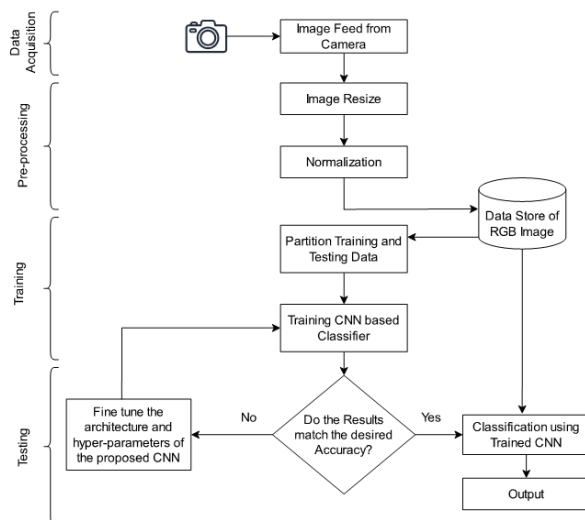 Data
Acquisition
Image Feed from
Camera
Pre-processing
Image Resize
Normalization
Data Store of
RGB Image
Training
Partition Training and
Testing Data
Training CNN based
Classifier
Testing
Fine tune the
architecture and
hyper-parameters of
the proposed CNN
No
Do the Results
match the desired
Accuracy?
Yes
Classification using
Trained CNN
Output